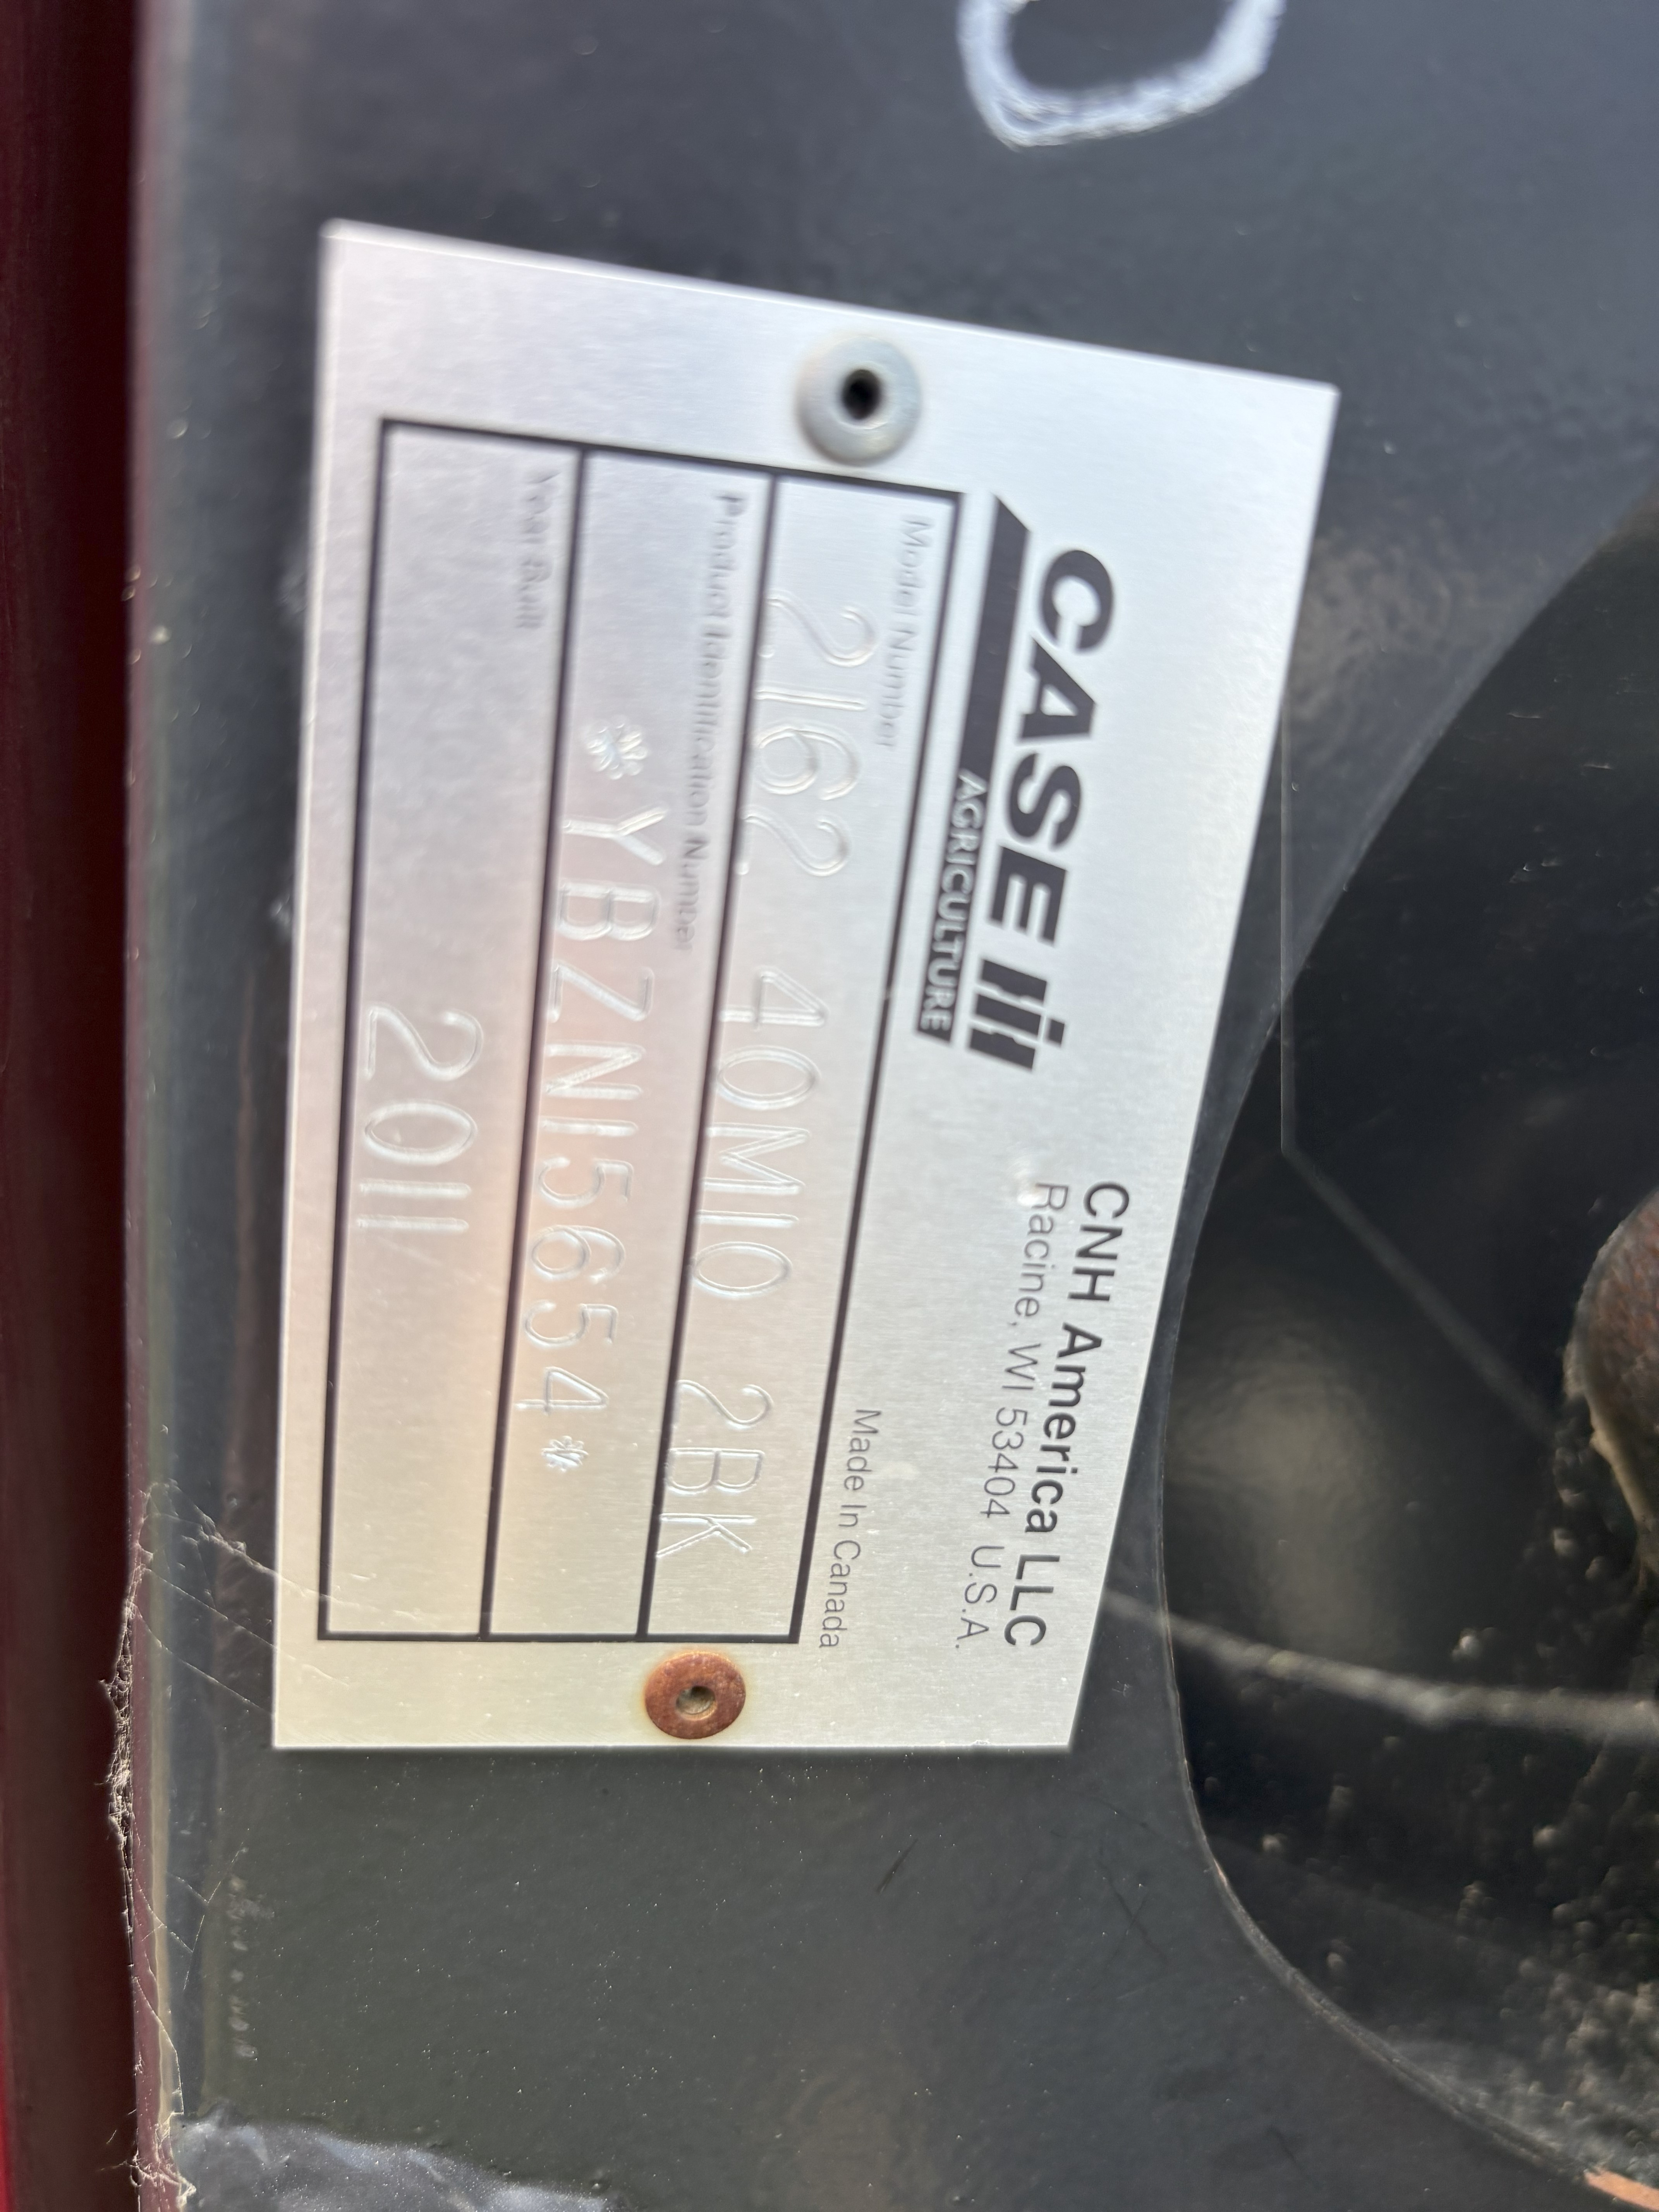 CASE IH
AGRICULTURE
CNH America LLC
Racine, WI 53404 U.S.A.
Made In Canada
Model Number
2162 40M10 2BK
Product Identification Number
*YBZN15654*
Year Built
2011